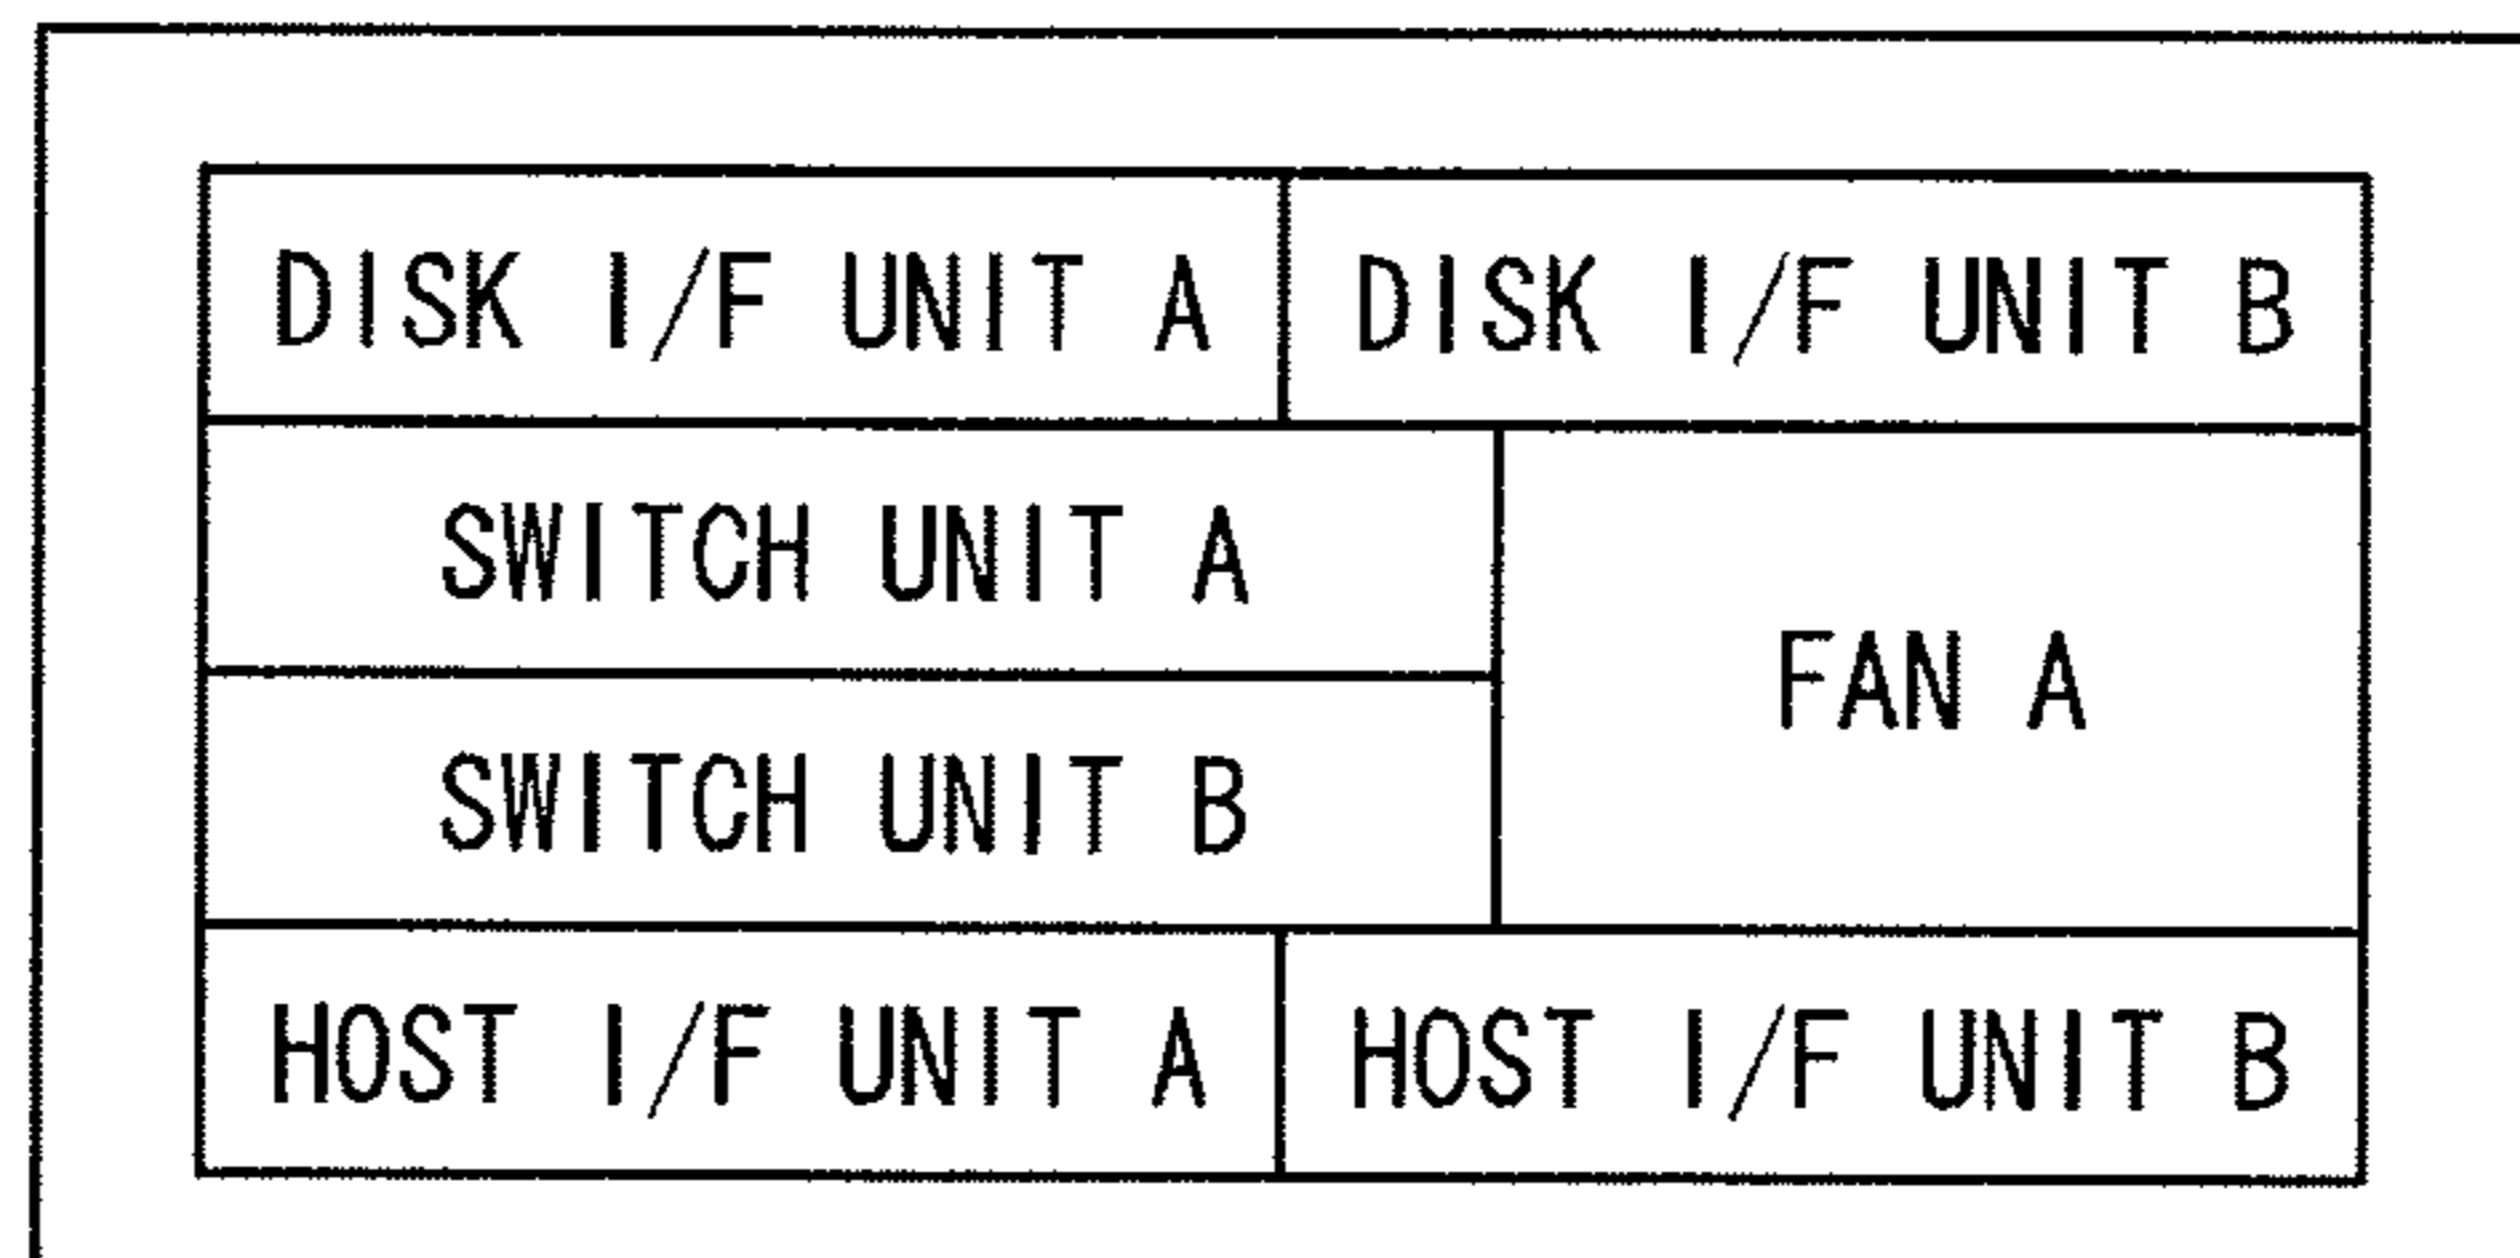 DISK I/F UNIT A
DISK I/F UNIT B
SWITCH UNIT A
FAN A
SWITCH UNIT B
HOST I/F UNIT A
HOST I/F UNIT B